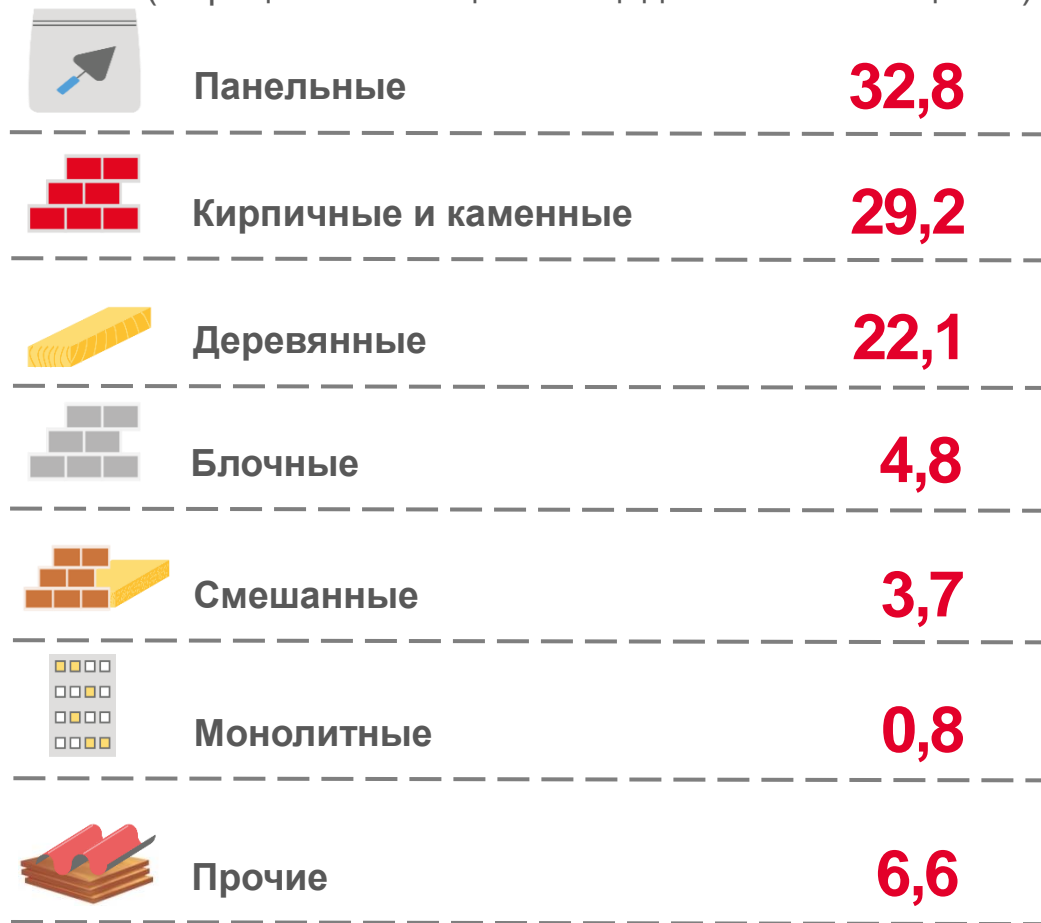 Панельные 32,8
Кирпичные и каменные 29,2
Деревянные 22,1
Блочные 4,8
Смешанные 3,7
Монолитные 0,8
Прочие 6,6